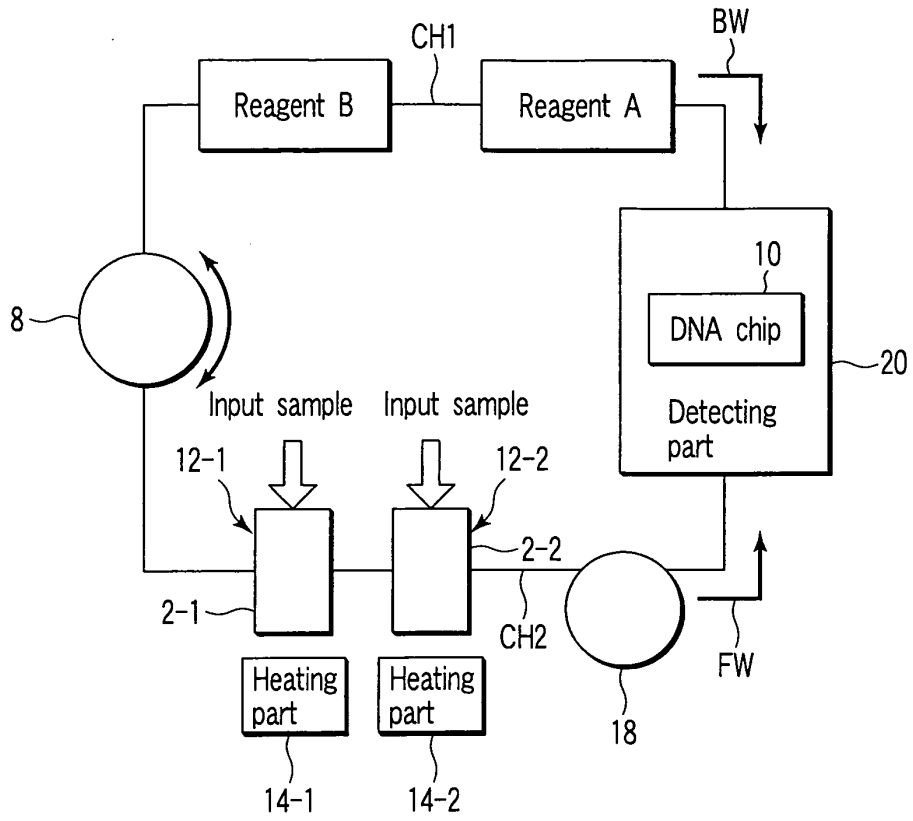 CH1
BW
Reagent B
Reagent A
10
8
DNA chip
20
Input sample
Input sample
Detecting
part
12-1
12-2
2-2
2-1
CH2
FW
Heating
part
Heating
part
18
14-1
14-2